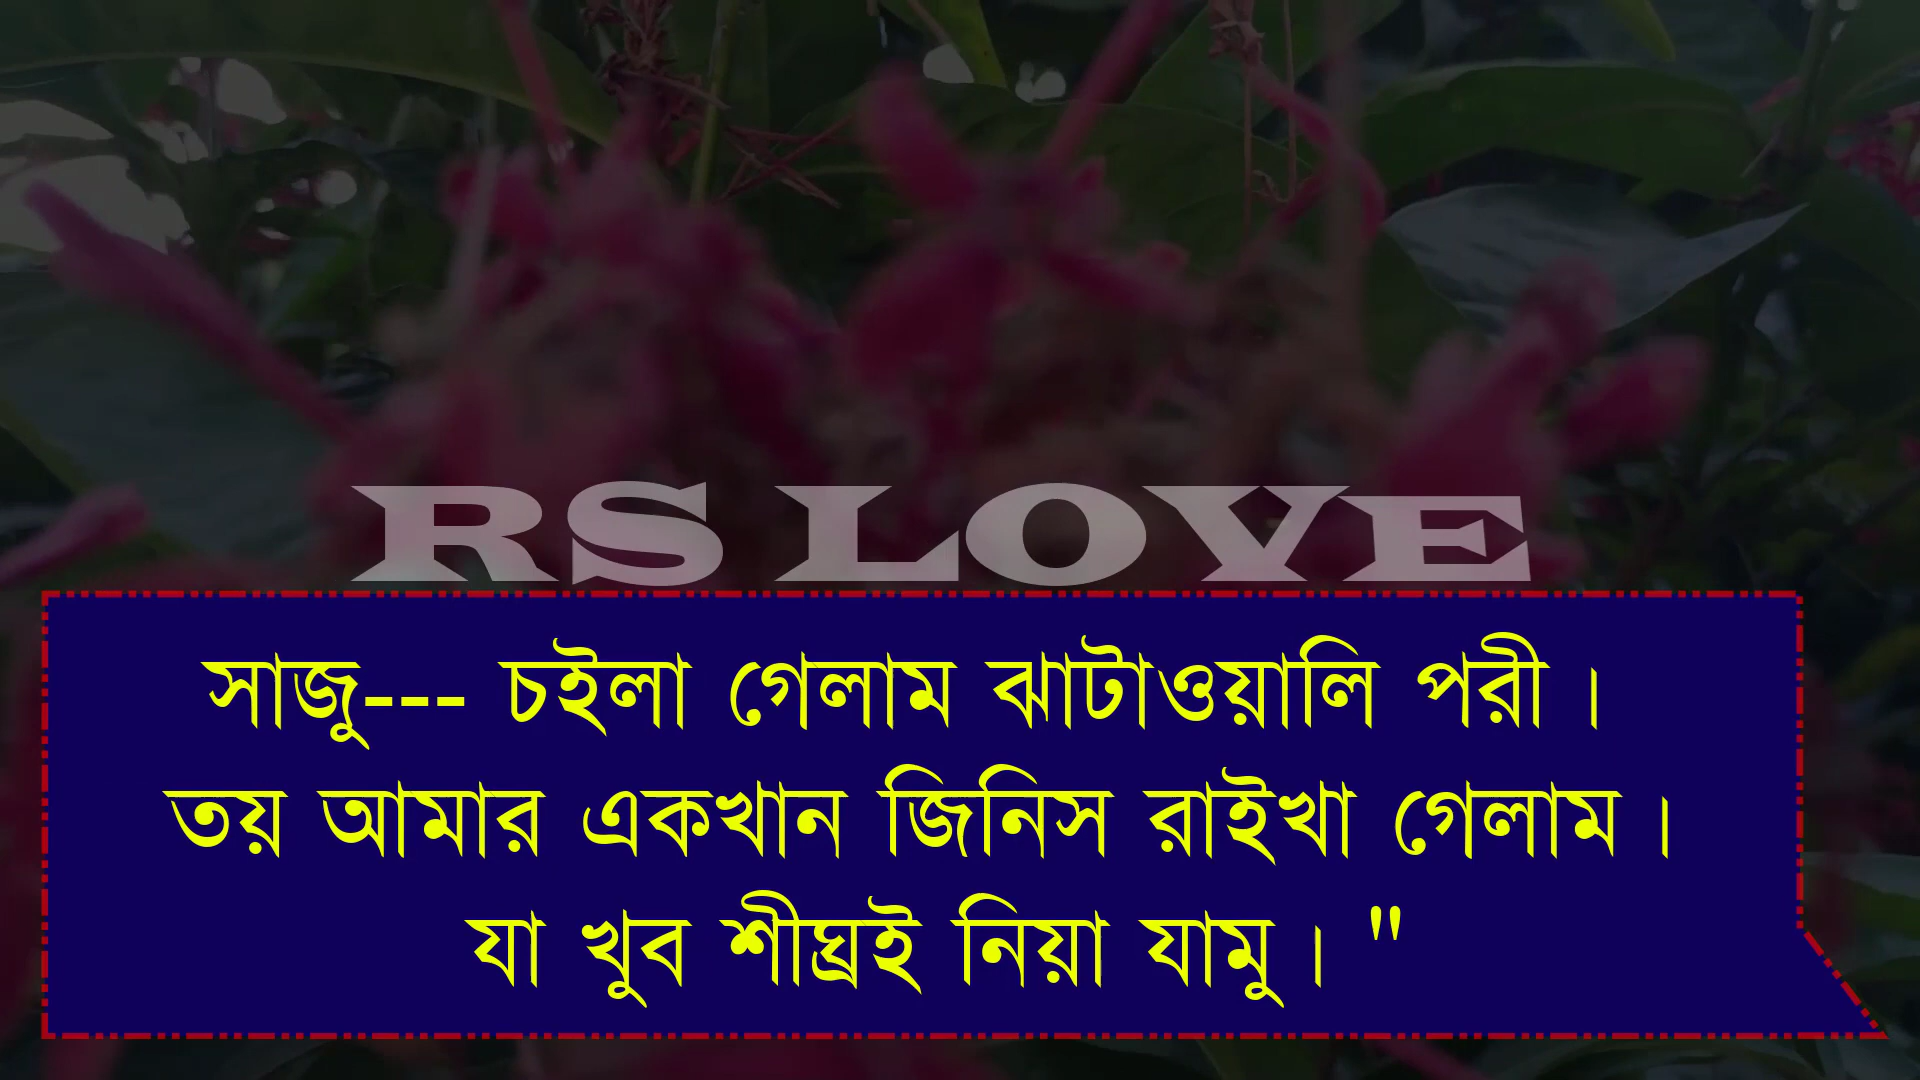 RS LOVE
সাজু--- চইলা গেলাম ঝাটাওয়ালি পরী।
তয় আমার একখান জিনিস রাইখা গেলাম।
যা খুব শীঘ্রই নিয়া যামু। "